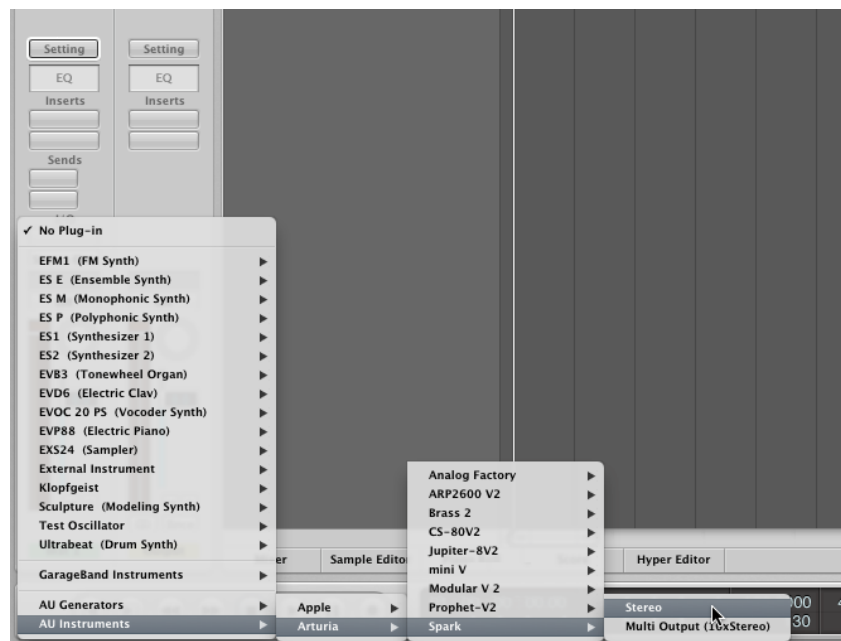 Setting Setting
EQ EQ
Inserts Inserts
Sends
✓ No Plug-in
EFM1 (FM Synth)
ES E (Ensemble Synth)
ES M (Monophonic Synth)
ES P (Polyphonic Synth)
ES1 (Synthesizer 1)
ES2 (Synthesizer 2)
EVB3 (Tonewheel Organ)
EVD6 (Electric Clav)
EVOC 20 PS (Vocoder Synth)
EVP88 (Electric Piano)
EXS24 (Sampler)
External Instrument
Klopfgeist
Sculpture (Modeling Synth)
Test Oscillator
Ultrabeat (Drum Synth)
GarageBand Instruments
AU Generators
AU Instruments
Apple
Arturia
Analog Factory
ARP2600 V2
Brass 2
CS-80V2
Jupiter-8V2
mini V
Modular V 2
Prophet-V2
Spark
Stereo
Multi Output (16xStereo)
Sample Edito
Hyper Editor
000
30